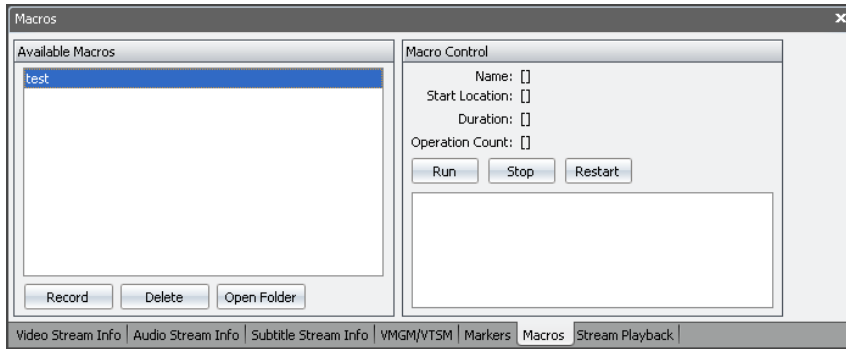 Macros
Available Macros
test
Record Delete Open Folder
Macro Control
Name: []
Start Location: []
Duration: []
Operation Count: []
Run Stop Restart
Video Stream Info Audio Stream Info Subtitle Stream Info VMGM/VTSM Markers Macros Stream Playback